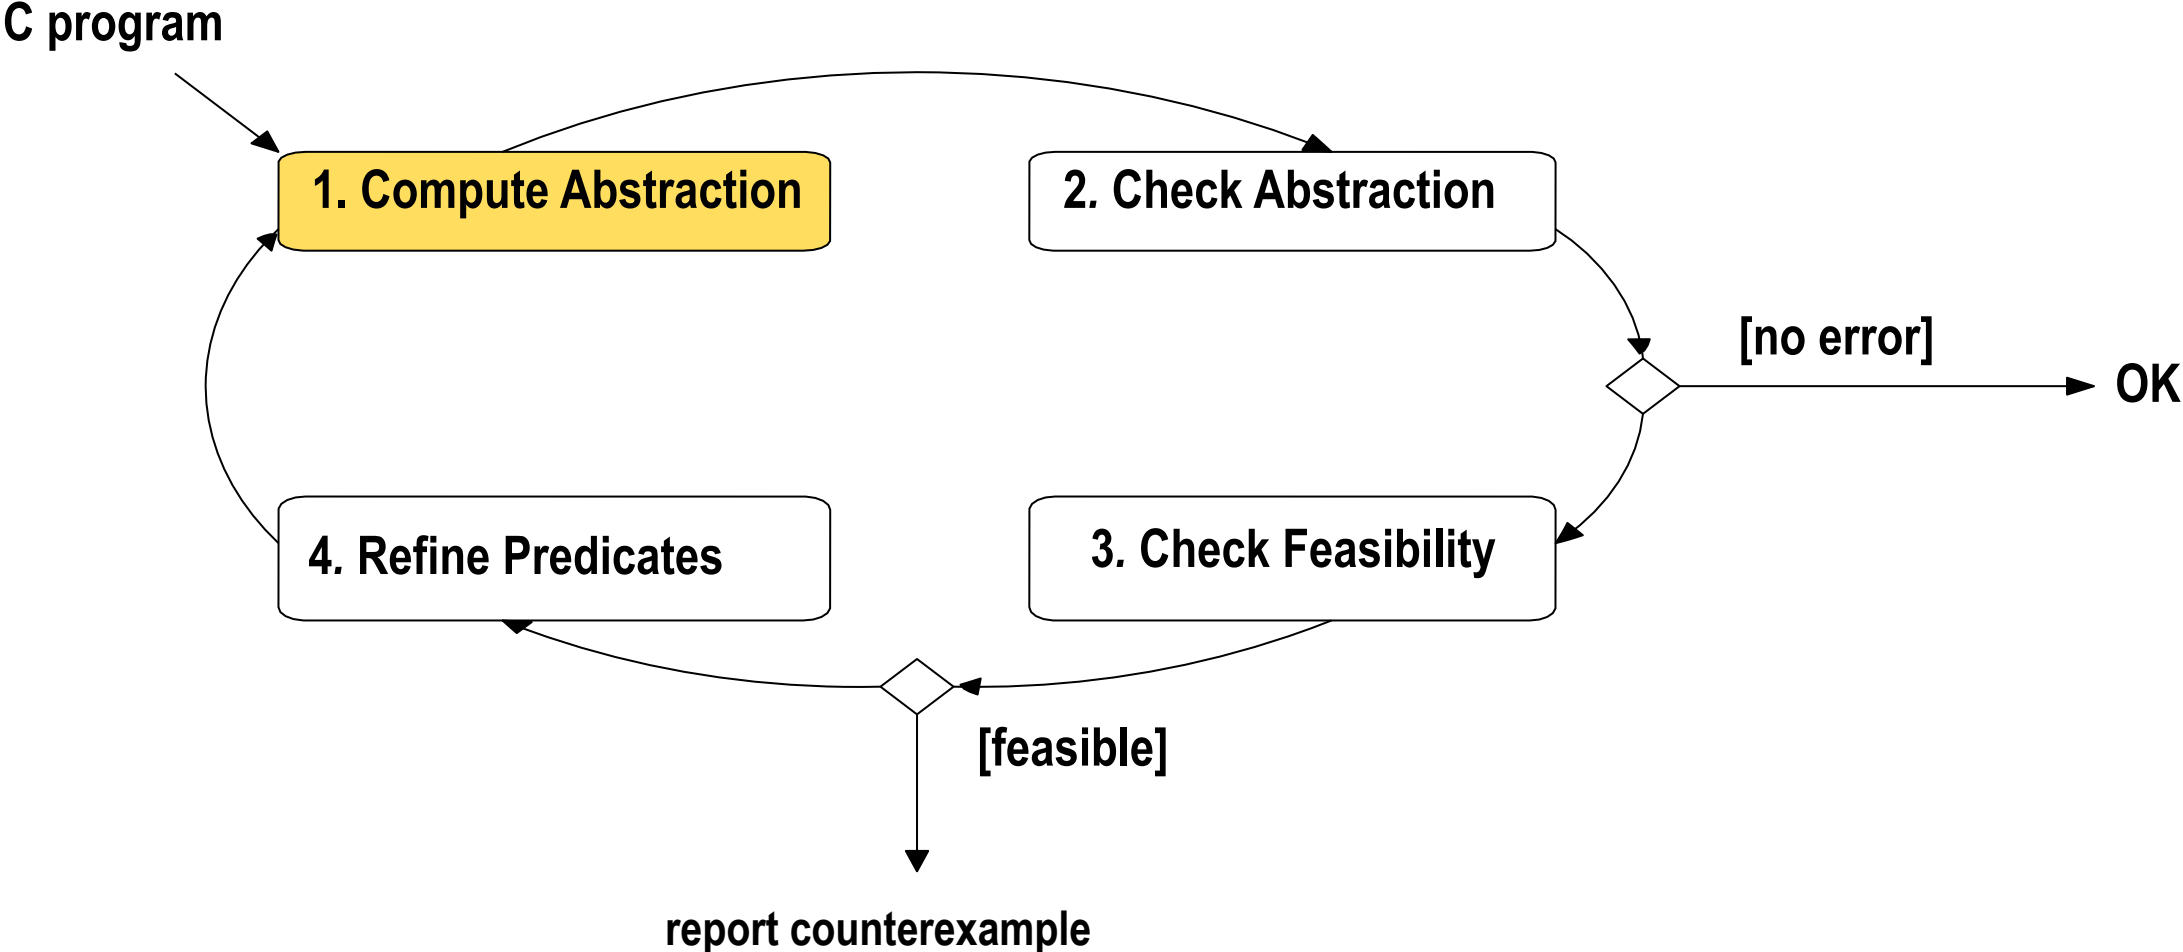 C program
1. Compute Abstraction
2. Check Abstraction
[no error]
OK
3. Check Feasibility
4. Refine Predicates
[feasible]
report counterexample